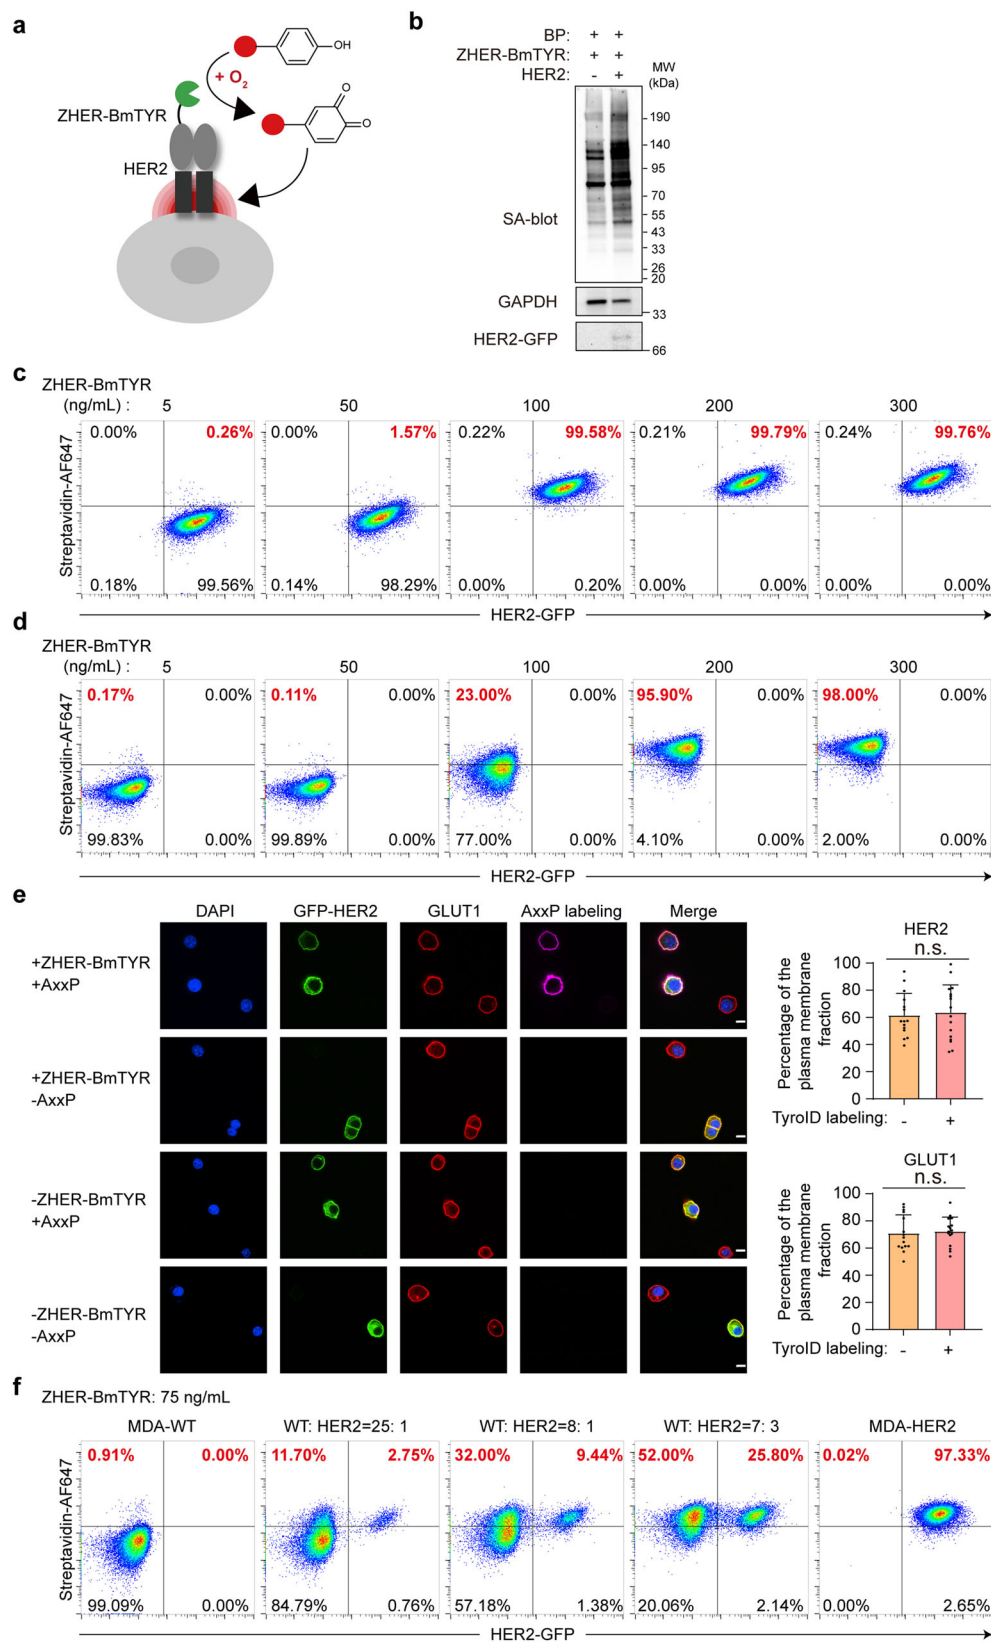 a
OH
+ O2
ZHER-BmTYR
O
O
HER2
b
BP: + +
ZHER-BmTYR: + +
HER2: - +
MW
(kDa)
190
140
95
70
55
43
33
26
20
SA-blot
GAPDH
33
HER2-GFP
66
c
ZHER-BmTYR
(ng/mL) : 5 50 100 200 300
0.00% 0.26% 0.00% 1.57% 0.22% 99.58% 0.21% 99.79% 0.24% 99.76%
Streptavidin-AF647
0.18% 99.56% 0.14% 98.29% 0.00% 0.20% 0.00% 0.00% 0.00% 0.00%
HER2-GFP
d
ZHER-BmTYR
(ng/mL) : 5 50 100 200 300
0.17% 0.00% 0.11% 0.00% 23.00% 0.00% 95.90% 0.00% 98.00% 0.00%
Streptavidin-AF647
99.83% 0.00% 99.89% 0.00% 77.00% 0.00% 4.10% 0.00% 2.00% 0.00%
HER2-GFP
e
DAPI GFP-HER2 GLUT1 AxxP labeling Merge
+ZHER-BmTYR
+AxxP
+ZHER-BmTYR
-AxxP
-ZHER-BmTYR
+AxxP
-ZHER-BmTYR
-AxxP
HER2
n.s.
Percentage of the
plasma membrane
fraction
100
80
60
40
20
0
TyroID labeling: - +
GLUT1
n.s.
Percentage of the
plasma membrane
fraction
100
80
60
40
20
0
TyroID labeling: - +
f
ZHER-BmTYR: 75 ng/mL
MDA-WT WT: HER2=25: 1 WT: HER2=8: 1 WT: HER2=7: 3 MDA-HER2
0.91% 0.00% 11.70% 2.75% 32.00% 9.44% 52.00% 25.80% 0.02% 97.33%
Streptavidin-AF647
99.09% 0.00% 84.79% 0.76% 57.18% 1.38% 20.06% 2.14% 0.00% 2.65%
HER2-GFP